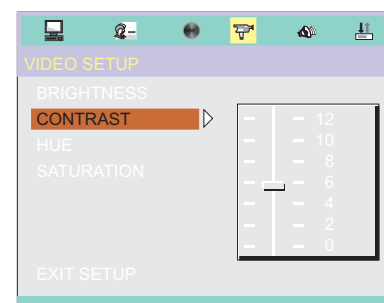 VIDEO SETUP
BRIGHTNESS
CONTRAST
HUE
SATURATION
12
10
8
6
4
2
0
EXIT SETUP